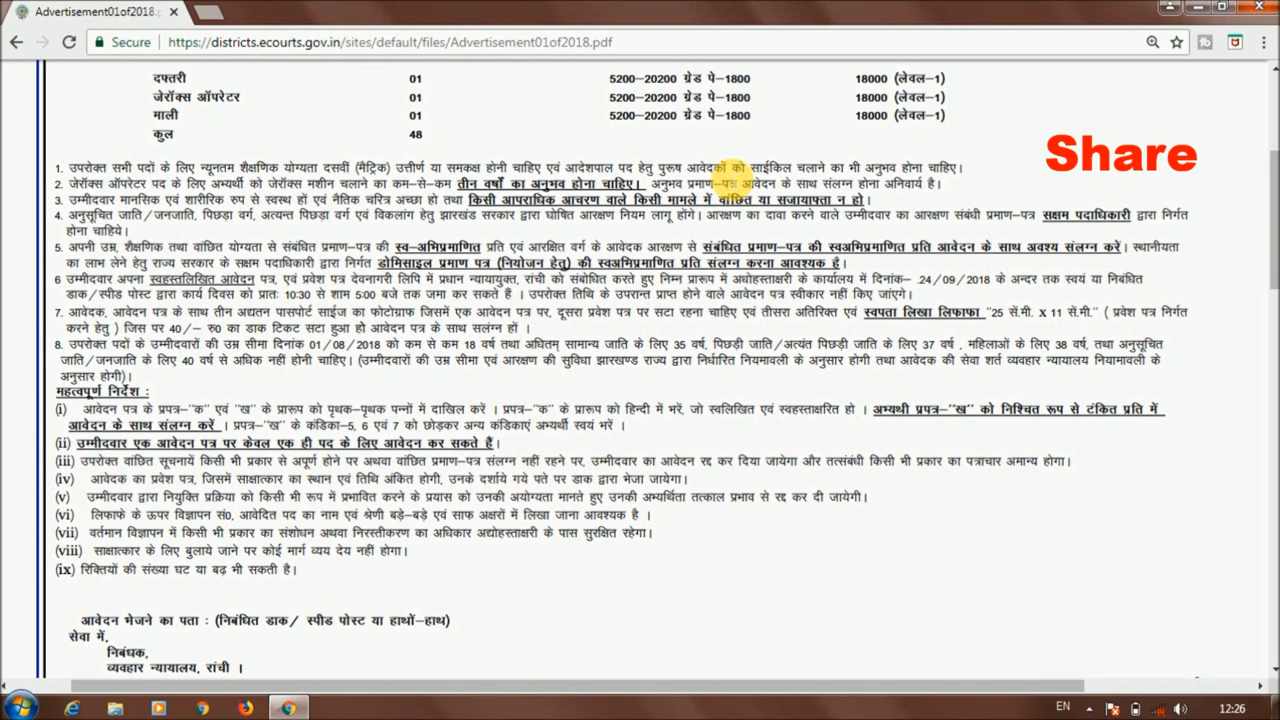 Advertisement01of2018.p
Secure https://districts.ecourts.gov.in/sites/default/files/Advertisement01of2018.pdf
दफ्तरी 01 5200–20200 ग्रेड पे–1800 18000 (लेवल–1)
जेरॉक्स ऑपरेटर 01 5200–20200 ग्रेड पे–1800 18000 (लेवल–1)
माली 01 5200–20200 ग्रेड पे–1800 18000 (लेवल–1)
कुल 48
Share
1. उपरोक्त सभी पदों के लिए न्यूनतम शैक्षणिक योग्यता दसवीं (मैट्रिक) उत्तीर्ण या समकक्ष होनी चाहिए एवं आदेशपाल पद हेतु पुरूष आवेदकों को साईकिल चलाने का भी अनुभव होना चाहिए।
2. जेरॉक्स ऑपरेटर पद के लिए अभ्यर्थी को जेरॉक्स मशीन चलाने का कम–से–कम तीन वर्षों का अनुभव होना चाहिए। अनुभव प्रमाण–पत्र आवेदन के साथ संलग्न होना अनिवार्य है।
3. उम्मीदवार मानसिक एवं शारीरिक रुप से स्वस्थ हों एवं नैतिक चरित्र अच्छा हो तथा किसी आपराधिक आचरण वाले किसी मामले में वांछित या सजायाफ्ता न हो।
4. अनुसूचित जाति/जनजाति, पिछड़ा वर्ग, अत्यन्त पिछड़ा वर्ग एवं विकलांग हेतु झारखंड सरकार द्वारा घोषित आरक्षण नियम लागू होंगे। आरक्षण का दावा करने वाले उम्मीदवार का आरक्षण संबंधी प्रमाण–पत्र सक्षम पदाधिकारी द्वारा निर्गत
होना चाहिये।
5. अपनी उम्र, शैक्षणिक तथा वांछित योग्यता से संबंधित प्रमाण–पत्र की स्व–अभिप्रमाणित प्रति एवं आरक्षित वर्ग के आवेदक आरक्षण से संबंधित प्रमाण–पत्र की स्वअभिप्रमाणित प्रति आवेदन के साथ अवश्य संलग्न करें। स्थानीयता
का लाभ लेने हेतु राज्य सरकार के सक्षम पदाधिकारी द्वारा निर्गत डोमिसाइल प्रमाण पत्र (नियोजन हेतु) की स्वअभिप्रमाणित प्रति संलग्न करना आवश्यक है।
6 उम्मीदवार अपना स्वहस्तलिखित आवेदन पत्र, एवं प्रवेश पत्र देवनागरी लिपि में प्रधान न्यायायुक्त, रांची को संबोधित करते हुए निम्न प्रारूप में अधोहस्ताक्षरी के कार्यालय में दिनांक– .24/09/2018 के अन्दर तक स्वयं या निबंधित
डाक/स्पीड पोस्ट द्वारा कार्य दिवस को प्रातः 10:30 से शाम 5:00 बजे तक जमा कर सकते हैं । उपरोक्त तिथि के उपरान्त प्राप्त होने वाले आवेदन पत्र स्वीकार नहीं किए जाएंगे।
7. आवेदक, आवेदन पत्र के साथ तीन अद्यतन पासपोर्ट साईज का फोटोग्राफ जिसमें एक आवेदन पत्र पर, दूसरा प्रवेश पत्र पर सटा रहना चाहिए एवं तीसरा अतिरिक्त एवं स्वपता लिखा लिफाफा "25 सें.मी. x 11 सें.मी." ( प्रवेश पत्र निर्गत
करने हेतु ) जिस पर 40/– रु0 का डाक टिकट सटा हुआ हो आवेदन पत्र के साथ सलंग्न हों ।
8. उपरोक्त पदों के उम्मीदवारों की उम्र सीमा दिनांक 01/08/2018 को कम से कम 18 वर्ष तथा अधितम् सामान्य जाति के लिए 35 वर्ष, पिछड़ी जाति/अत्यंत पिछड़ी जाति के लिए 37 वर्ष , महिलाओं के लिए 38 वर्ष, तथा अनुसूचित
जाति/जनजाति के लिए 40 वर्ष से अधिक नहीं होनी चाहिए। (उम्मीदवारों की उम्र सीमा एवं आरक्षण की सुविधा झारखण्ड राज्य द्वारा निर्धारित नियमावली के अनुसार होगी तथा आवेदक की सेवा शर्त व्यवहार न्यायालय नियामावली के
अनुसार होगी)।
महत्वपूर्ण निर्देश :
(i) आवेदन पत्र के प्रपत्र–"क" एवं "ख" के प्रारूप को पृथक–पृथक पन्नों में दाखिल करें । प्रपत्र–"क" के प्रारूप को हिन्दी में भरें, जो स्वलिखित एवं स्वहस्ताक्षरित हो । अभ्यथी प्रपत्र–"ख" को निश्चित रूप से टंकित प्रति में
आवेदन के साथ संलग्न करें । प्रपत्र–"ख" के कंडिका–5, 6 एवं 7 को छोड़कर अन्य कंडिकाएं अभ्यर्थी स्वयं भरें ।
(ii) उम्मीदवार एक आवेदन पत्र पर केवल एक ही पद के लिए आवेदन कर सकते हैं।
(iii) उपरोक्त वांछित सूचनायें किसी भी प्रकार से अपूर्ण होने पर अथवा वांछित प्रमाण–पत्र संलग्न नहीं रहने पर, उम्मीदवार का आवेदन रद्द कर दिया जायेगा और तत्संबंधी किसी भी प्रकार का पत्राचार अमान्य होगा।
(iv) आवेदक का प्रवेश पत्र, जिसमें साक्षात्कार का स्थान एवं तिथि अंकित होगी, उनके दर्शाये गये पते पर डाक द्वारा भेजा जायेगा।
(v) उम्मीदवार द्वारा नियुक्ति प्रक्रिया को किसी भी रूप में प्रभावित करने के प्रयास को उनकी अयोग्यता मानते हुए उनकी अभ्यर्थिता तत्काल प्रभाव से रद्द कर दी जायेगी।
(vi) लिफाफे के ऊपर विज्ञापन सं0, आवेदित पद का नाम एवं श्रेणी बड़े–बड़े एवं साफ अक्षरों में लिखा जाना आवश्यक है ।
(vii) वर्तमान विज्ञापन में किसी भी प्रकार का संशोधन अथवा निरस्तीकरण का अधिकार अद्योहस्ताक्षरी के पास सुरक्षित रहेगा।
(viii) साक्षात्कार के लिए बुलाये जाने पर कोई मार्ग व्यय देय नहीं होगा।
(ix) रिक्तियों की संख्या घट या बढ़ भी सकती है।
आवेदन भेजने का पता : (निबंधित डाक/ स्पीड पोस्ट या हाथों–हाथ)
सेवा में,
निबंधक,
व्यवहार न्यायालय, रांची ।
EN 12:26